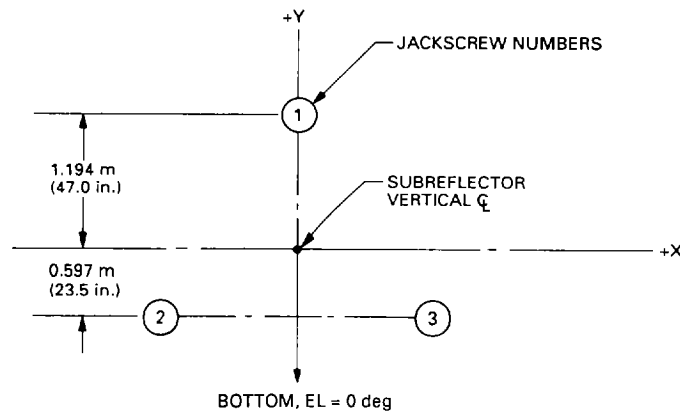 +Y
JACKSCREW NUMBERS
1
1.194 m
(47.0 in.)
SUBREFLECTOR
VERTICAL ℄
+X
0.597 m
(23.5 in.)
2
3
BOTTOM, EL = 0 deg